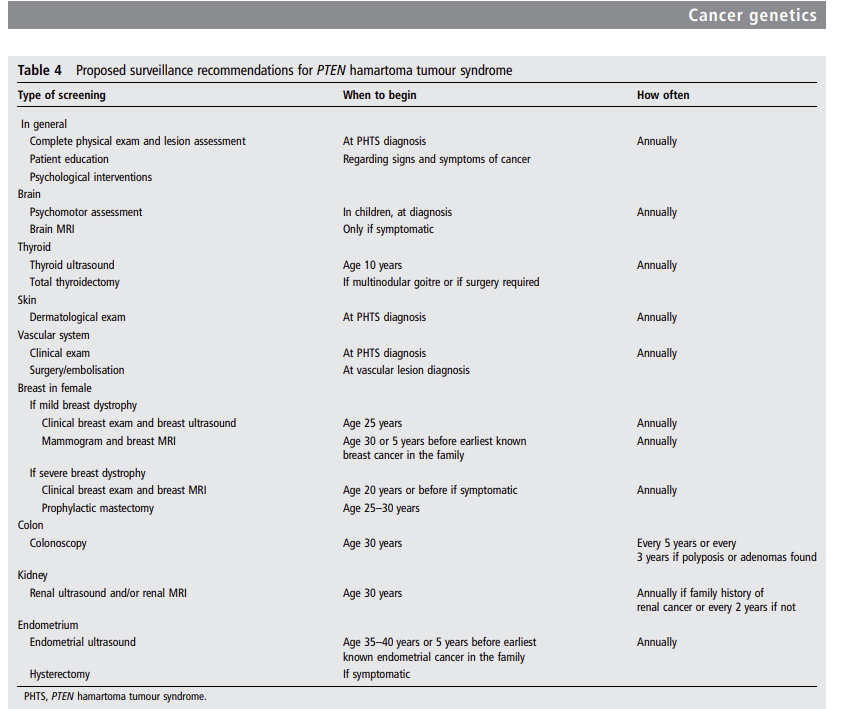 Cancer genetics
Table 4 Proposed surveillance recommendations for PTEN hamartoma tumour syndrome
Type of screening When to begin How often
In general
Complete physical exam and lesion assessment At PHTS diagnosis Annually
Patient education Regarding signs and symptoms of cancer
Psychological interventions
Brain
Psychomotor assessment In children, at diagnosis Annually
Brain MRI Only if symptomatic
Thyroid
Thyroid ultrasound Age 10 years Annually
Total thyroidectomy If multinodular goitre or if surgery required
Skin
Dermatological exam At PHTS diagnosis Annually
Vascular system
Clinical exam At PHTS diagnosis Annually
Surgery/embolisation At vascular lesion diagnosis
Breast in female
If mild breast dystrophy
Clinical breast exam and breast ultrasound Age 25 years Annually
Mammogram and breast MRI Age 30 or 5 years before earliest known Annually
breast cancer in the family
If severe breast dystrophy
Clinical breast exam and breast MRI Age 20 years or before if symptomatic Annually
Prophylactic mastectomy Age 25–30 years
Colon
Colonoscopy Age 30 years Every 5 years or every
3 years if polyposis or adenomas found
Kidney
Renal ultrasound and/or renal MRI Age 30 years Annually if family history of
renal cancer or every 2 years if not
Endometrium
Endometrial ultrasound Age 35–40 years or 5 years before earliest Annually
known endometrial cancer in the family
Hysterectomy If symptomatic
PHTS, PTEN hamartoma tumour syndrome.